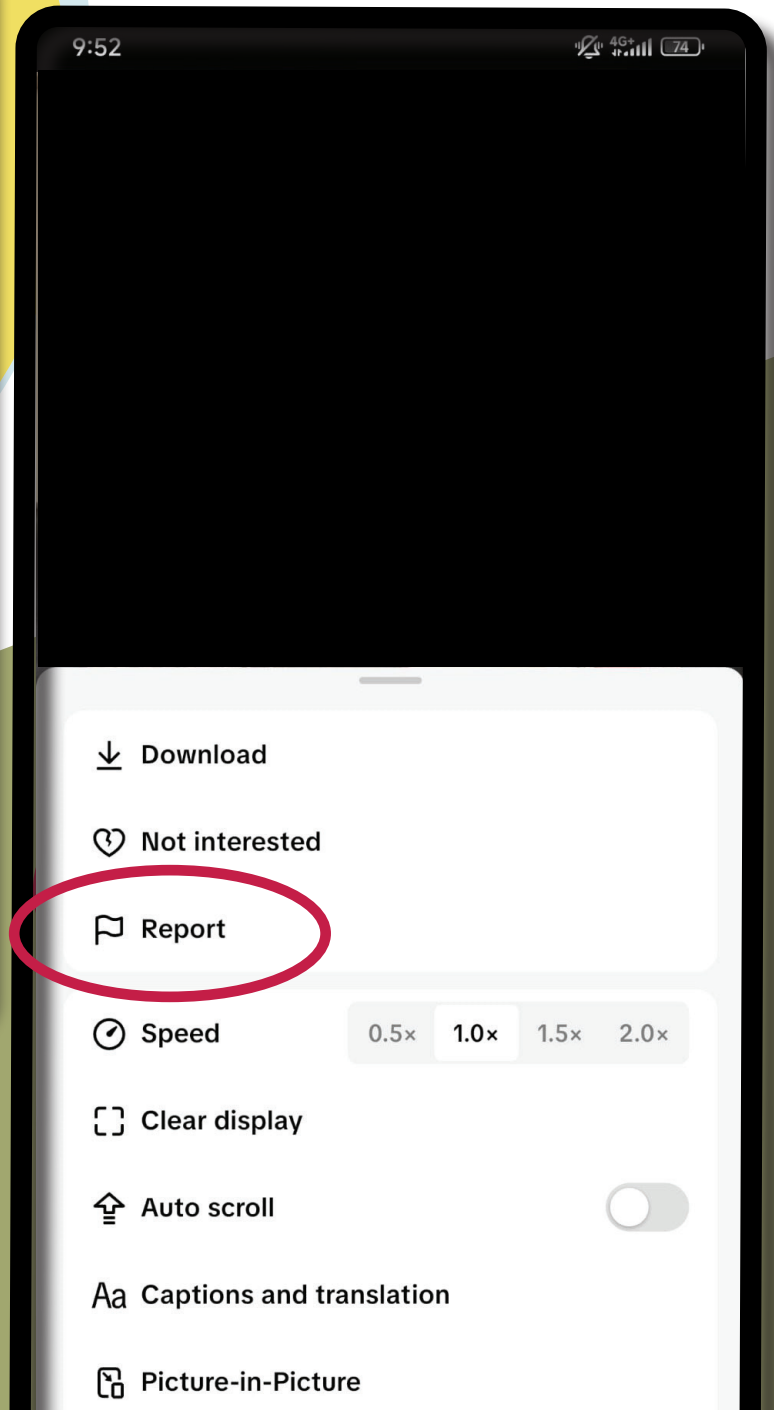 9:52 4G+ 74
Download
Not interested
Report
Speed 0.5× 1.0× 1.5× 2.0×
Clear display
Auto scroll
Aa Captions and translation
Picture-in-Picture